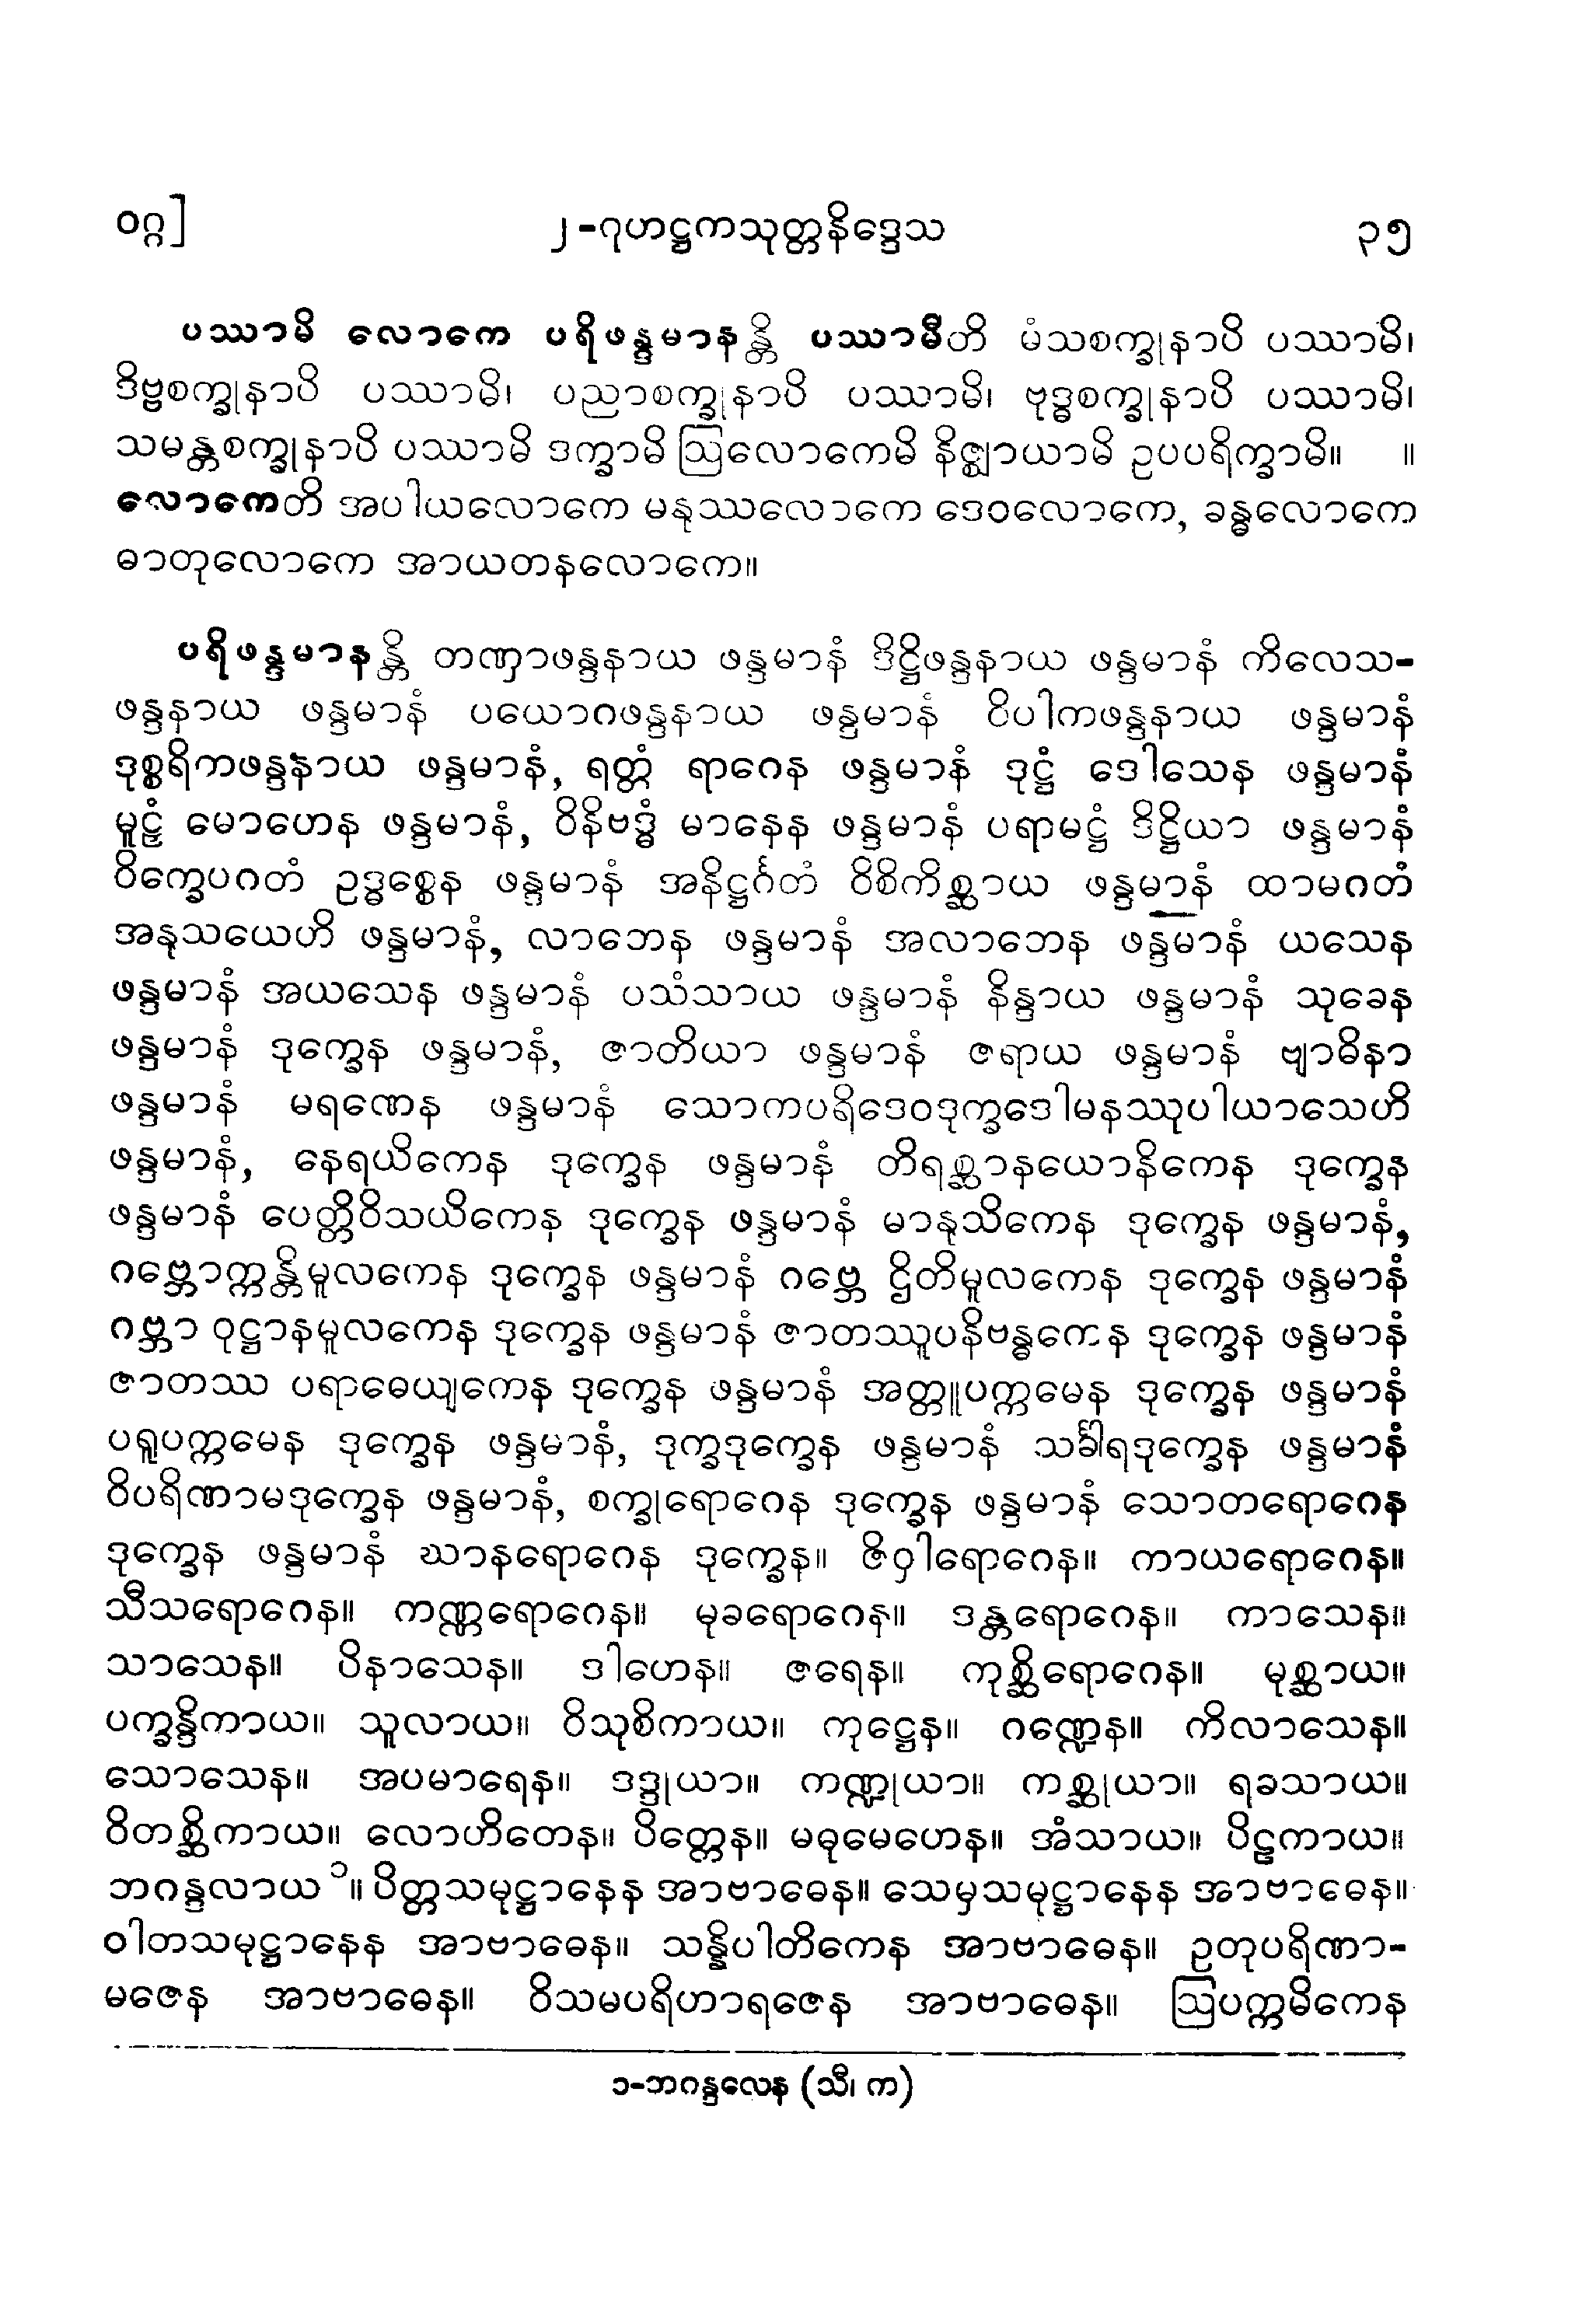 ဝဂ္ဂ] ၂-ဂုဟဋ္ဌကသုတ္တနိဒ္ဒေသ ၃၅
ပဿာမိ လောကေ ပရိဖန္ဒမာနန္တိ ပဿာမီတိ မံသစက္ခုနာပိ ပဿာမိ၊
ဒိဗ္ဗစက္ခုနာပိ ပဿာမိ၊ ပညာစက္ခုနာပိ ပဿာမိ၊ ဗုဒ္ဓစက္ခုနာပိ ပဿာမိ၊
သမန္တစက္ခုနာပိ ပဿာမိ ဒက္ခာမိ ဩလောကေမိ နိဇ္ဈာယာမိ ဥပပရိက္ခာမိ။ ။
လောကေတိ အပါယလောကေ မနုဿလောကေ ဒေဝလောကေ, ခန္ဓလောကေ
ဓာတုလောကေ အာယတနလောကေ။
ပရိဖန္ဒမာနန္တိ တဏှာဖန္ဒနာယ ဖန္ဒမာနံ ဒိဋ္ဌိဖန္ဒနာယ ဖန္ဒမာနံ ကိလေသ-
ဖန္ဒနာယ ဖန္ဒမာနံ ပယောဂဖန္ဒနာယ ဖန္ဒမာနံ ဝိပါကဖန္ဒနာယ ဖန္ဒမာနံ
ဒုစ္စရိကဖန္ဒနာယ ဖန္ဒမာနံ, ရတ္တံ ရာဂေန ဖန္ဒမာနံ ဒုဋ္ဌံ ဒေါသေန ဖန္ဒမာနံ
မူဠှံ မောဟေန ဖန္ဒမာနံ, ဝိနိဗဒ္ဓံ မာနေန ဖန္ဒမာနံ ပရာမဋ္ဌံ ဒိဋ္ဌိယာ ဖန္ဒမာနံ
ဝိက္ခေပဂတံ ဥဒ္ဓစ္စေန ဖန္ဒမာနံ အနိဋ္ဌင်္ဂတံ ဝိစိကိစ္ဆာယ ဖန္ဒမာနံ ထာမဂတံ
အနုသယေဟိ ဖန္ဒမာနံ, လာဘေန ဖန္ဒမာနံ အလာဘေန ဖန္ဒမာနံ ယသေန
ဖန္ဒမာနံ အယသေန ဖန္ဒမာနံ ပသံသာယ ဖန္ဒမာနံ နိန္ဒာယ ဖန္ဒမာနံ သုခေန
ဖန္ဒမာနံ ဒုက္ခေန ဖန္ဒမာနံ, ဇာတိယာ ဖန္ဒမာနံ ဇရာယ ဖန္ဒမာနံ ဗျာဓိနာ
ဖန္ဒမာနံ မရဏေန ဖန္ဒမာနံ သောကပရိဒေဝဒုက္ခဒေါမနဿုပါယာသေဟိ
ဖန္ဒမာနံ, နေရယိကေန ဒုက္ခေန ဖန္ဒမာနံ တိရစ္ဆာနယောနိကေန ဒုက္ခေန
ဖန္ဒမာနံ ပေတ္တိဝိသယိကေန ဒုက္ခေန ဖန္ဒမာနံ မာနုသိကေန ဒုက္ခေန ဖန္ဒမာနံ,
ဂဗ္ဘောက္ကန္တိမူလကေန ဒုက္ခေန ဖန္ဒမာနံ ဂဗ္ဘေ ဌိတိမူလကေန ဒုက္ခေန ဖန္ဒမာနံ
ဂဗ္ဘာ ဝုဋ္ဌာနမူလကေန ဒုက္ခေန ဖန္ဒမာနံ ဇာတဿူပနိဗန္ဓကေန ဒုက္ခေန ဖန္ဒမာနံ
ဇာတဿ ပရာဓေယျကေန ဒုက္ခေန ဖန္ဒမာနံ အတ္တူပက္ကမေန ဒုက္ခေန ဖန္ဒမာနံ
ပရူပက္ကမေန ဒုက္ခေန ဖန္ဒမာနံ, ဒုက္ခဒုက္ခေန ဖန္ဒမာနံ သင်္ခါရဒုက္ခေန ဖန္ဒမာနံ
ဝိပရိဏာမဒုက္ခေန ဖန္ဒမာနံ, စက္ခုရောဂေန ဒုက္ခေန ဖန္ဒမာနံ သောတရောဂေန
ဒုက္ခေန ဖန္ဒမာနံ ဃာနရောဂေန ဒုက္ခေန။ ဇိဝှါရောဂေန။ ကာယရောဂေန။
သီသရောဂေန။ ကဏ္ဏရောဂေန။ မုခရောဂေန။ ဒန္တရောဂေန။ ကာသေန။
သာသေန။ ပိနာသေန။ ဒါဟေန။ ဇရေန။ ကုစ္ဆိရောဂေန။ မုစ္ဆာယ။
ပက္ခန္ဒိကာယ။ သူလာယ။ ဝိသုစိကာယ။ ကုဋ္ဌေန။ ဂဏ္ဍေန။ ကိလာသေန။
သောသေန။ အပမာရေန။ ဒဒ္ဒုယာ။ ကဏ္ဍုယာ။ ကစ္ဆုယာ။ ရခသာယ။
ဝိတစ္ဆိကာယ။ လောဟိတေန။ ပိတ္တေန။ မဓုမေဟေန။ အံသာယ။ ပိဠကာယ။
ဘဂန္ဒလာယ ၁။ ပိတ္တသမုဋ္ဌာနေန အာဗာဓေန။ သေမှသမုဋ္ဌာနေန အာဗာဓေန။
ဝါတသမုဋ္ဌာနေန အာဗာဓေန။ သန္နိပါတိကေန အာဗာဓေန။ ဥတုပရိဏာ-
မဇေန အာဗာဓေန။ ဝိသမပရိဟာရဇေန အာဗာဓေန။ ဩပက္ကမိကေန
၁-ဘဂန္ဒလေန (သီ၊ က)